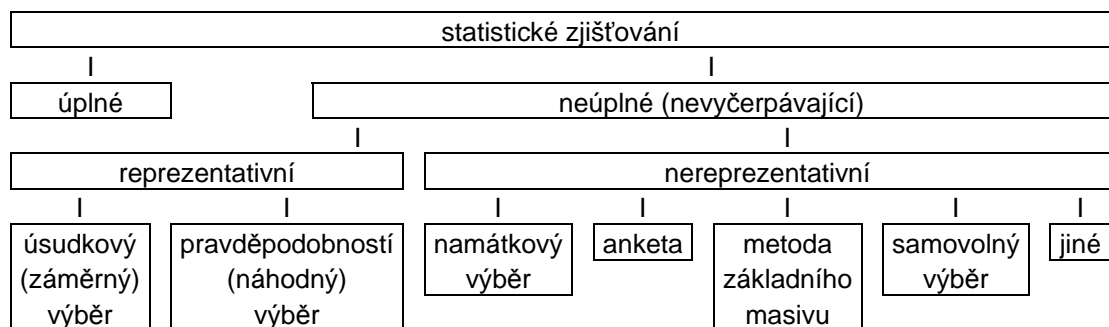 statistické zjišťování
úplné
neúplné (nevyčerpávající)
reprezentativní
nereprezentativní
úsudkový
(záměrný)
výběr
pravděpodobností
(náhodný)
výběr
namátkový
výběr
anketa
metoda
základního
masivu
samovolný
výběr
jiné